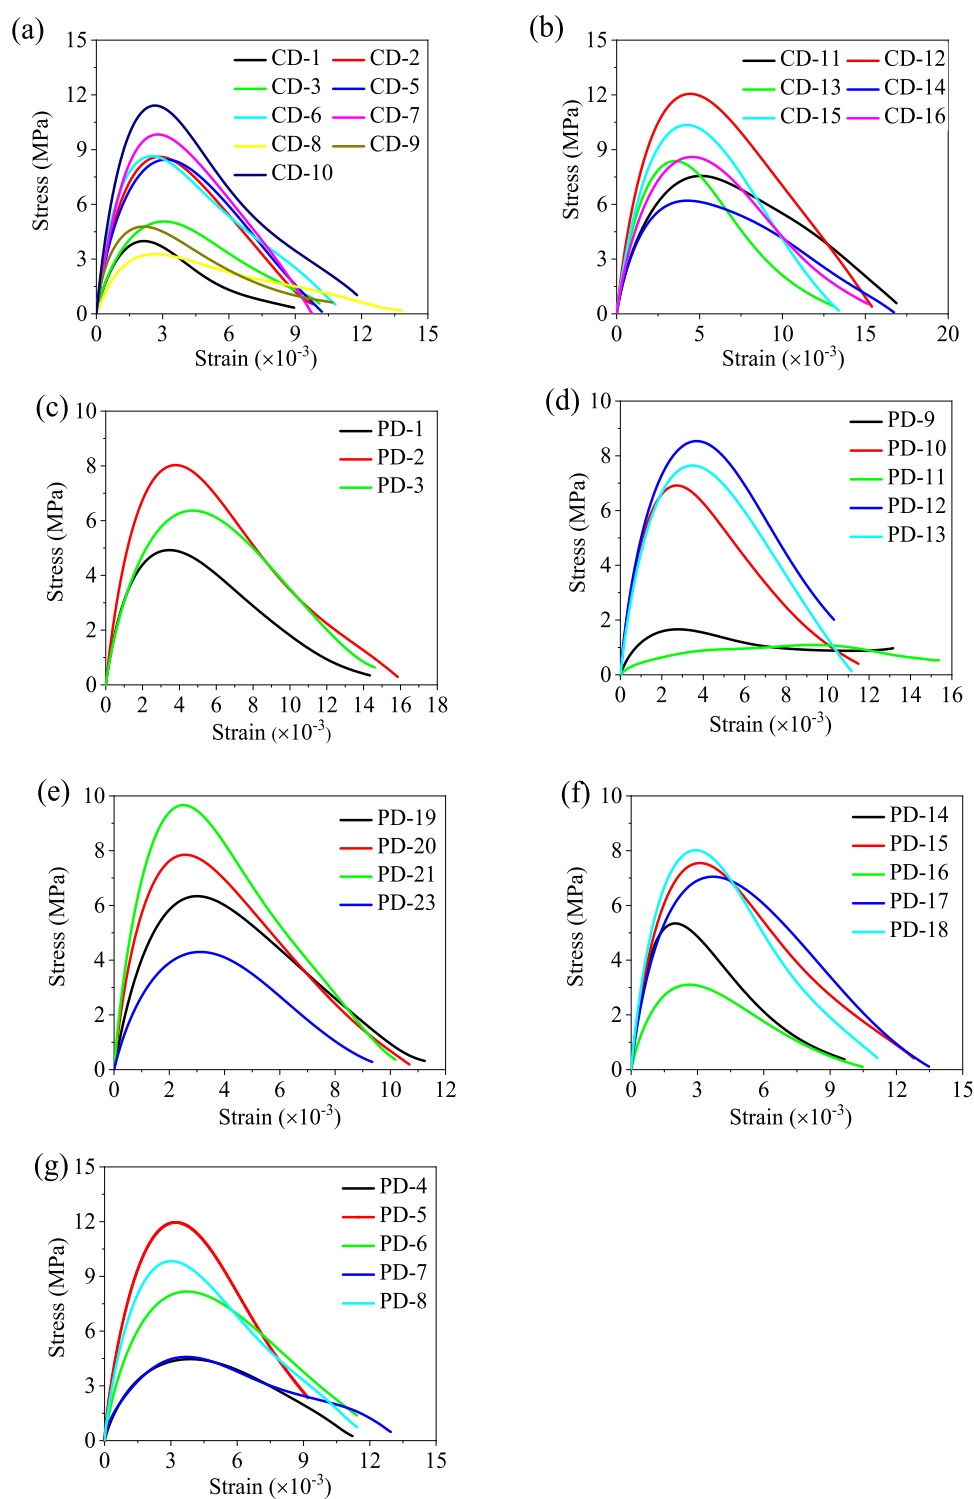 (a)
15
12
9
6
3
0
Stress (MPa)
CD-1 CD-2
CD-3 CD-5
CD-6 CD-7
CD-8 CD-9
CD-10
0 3 6 9 12 15
Strain (×10⁻³)
(b)
15
12
9
6
3
0
Stress (MPa)
CD-11 CD-12
CD-13 CD-14
CD-15 CD-16
0 5 10 15 20
Strain (×10⁻³)
(c)
10
8
6
4
2
0
Stress (MPa)
PD-1
PD-2
PD-3
0 2 4 6 8 10 12 14 16 18
Strain (×10⁻³)
(d)
10
8
6
4
2
0
Stress (MPa)
PD-9
PD-10
PD-11
PD-12
PD-13
0 2 4 6 8 10 12 14 16
Strain (×10⁻³)
(e)
10
8
6
4
2
0
Stress (MPa)
PD-19
PD-20
PD-21
PD-23
0 2 4 6 8 10 12
Strain (×10⁻³)
(f)
10
8
6
4
2
0
Stress (MPa)
PD-14
PD-15
PD-16
PD-17
PD-18
0 3 6 9 12 15
Strain (×10⁻³)
(g)
15
12
9
6
3
0
Stress (MPa)
PD-4
PD-5
PD-6
PD-7
PD-8
0 3 6 9 12 15
Strain (×10⁻³)